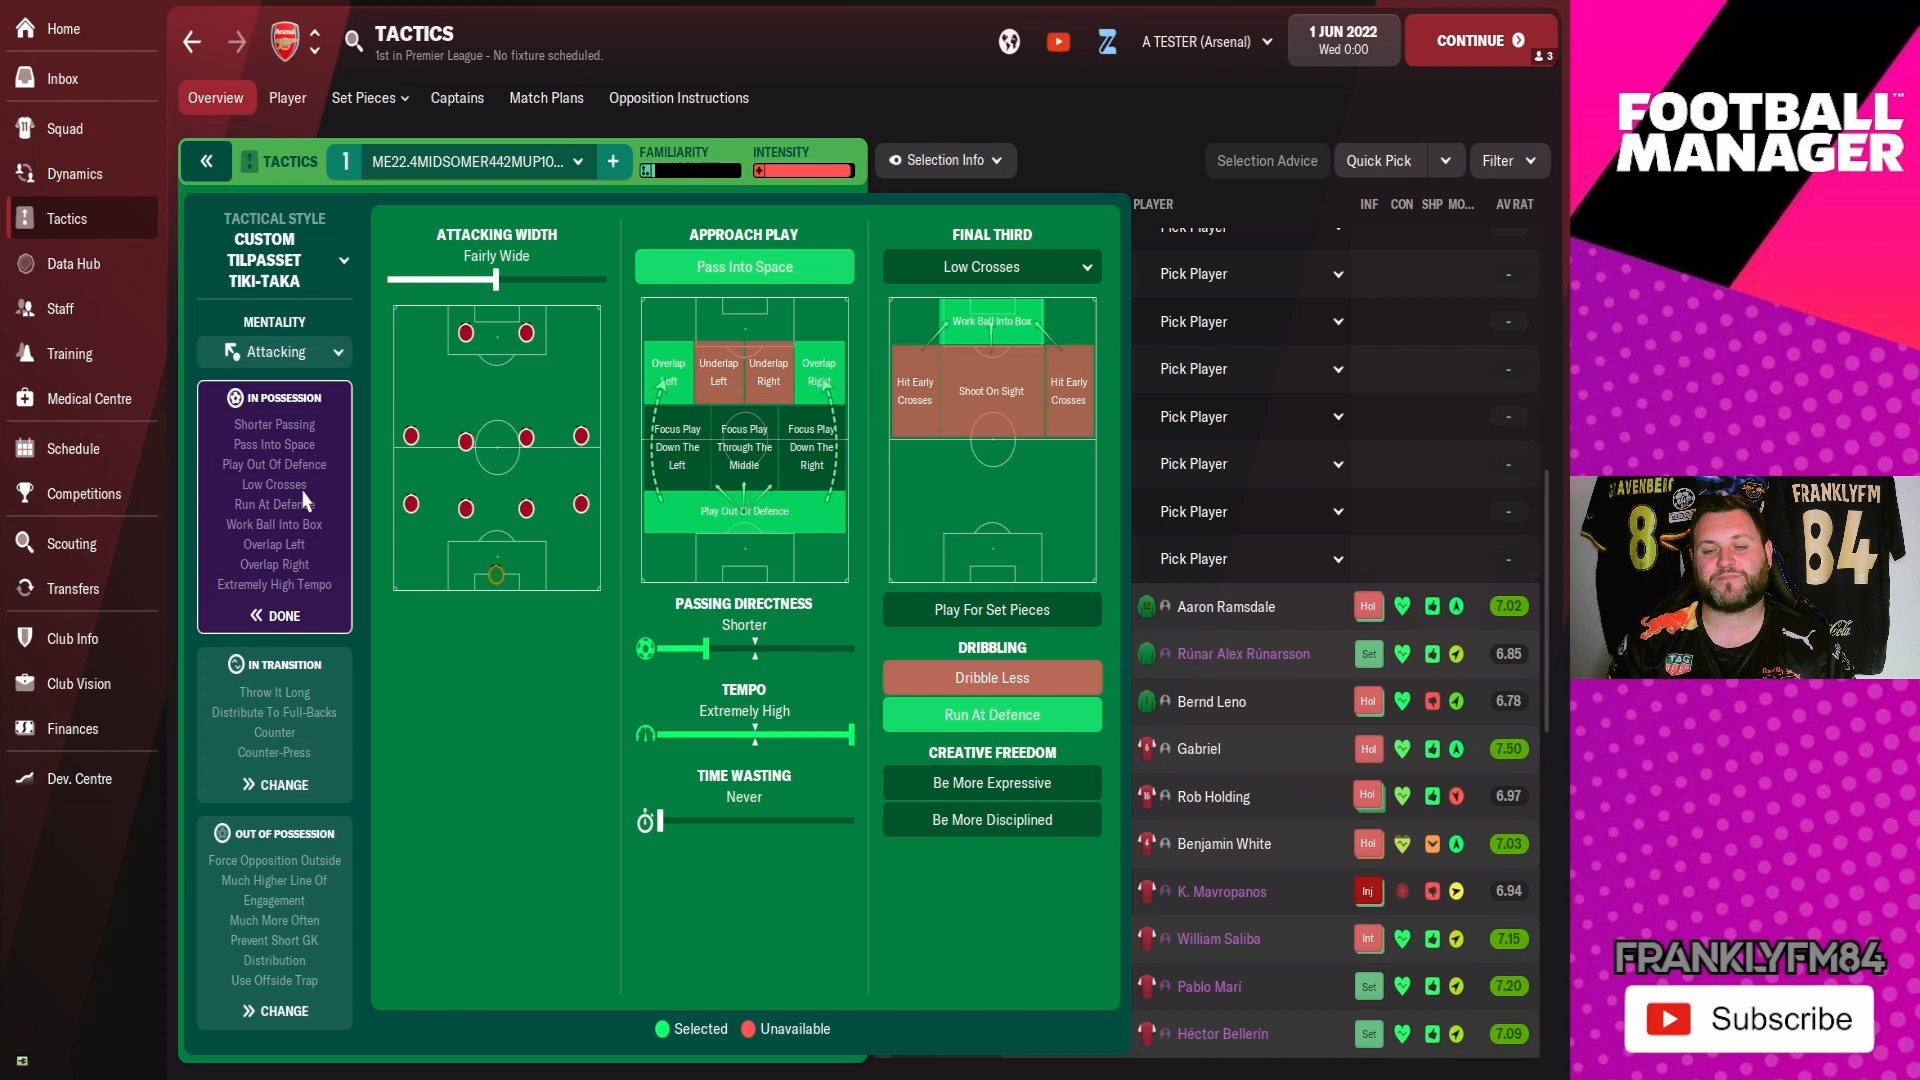 Home
Inbox
Squad
Dynamics
Tactics
Data Hub
Staff
Training
Medical Centre
Schedule
Competitions
Scouting
Transfers
Club Info
Club Vision
Finances
Dev. Centre
TACTICS
1st in Premier League - No fixture scheduled.
A TESTER (Arsenal)
1 JUN 2022
Wed 0:00
CONTINUE
3
Overview
Player
Set Pieces
Captains
Match Plans
Opposition Instructions
TACTICS
1
ME22.4MIDSOMER442MUP10...
FAMILIARITY
INTENSITY
Selection Info
Selection Advice
Quick Pick
Filter
TACTICAL STYLE
CUSTOM
TILPASSET
TIKI-TAKA
MENTALITY
Attacking
IN POSSESSION
Shorter Passing
Pass Into Space
Play Out Of Defence
Low Crosses
Run At Defence
Work Ball Into Box
Overlap Left
Overlap Right
Extremely High Tempo
DONE
IN TRANSITION
Throw It Long
Distribute To Full-Backs
Counter
Counter-Press
CHANGE
OUT OF POSSESSION
Force Opposition Outside
Much Higher Line Of
Engagement
Much More Often
Prevent Short GK
Distribution
Use Offside Trap
CHANGE
ATTACKING WIDTH
Fairly Wide
APPROACH PLAY
Pass Into Space
Overlap Left
Underlap Left
Underlap Right
Overlap Right
Focus Play Down The Left
Focus Play Through The Middle
Focus Play Down The Right
Play Out Of Defence
PASSING DIRECTNESS
Shorter
TEMPO
Extremely High
TIME WASTING
Never
FINAL THIRD
Low Crosses
Work Ball Into Box
Hit Early Crosses
Shoot On Sight
Hit Early Crosses
Play For Set Pieces
DRIBBLING
Dribble Less
Run At Defence
CREATIVE FREEDOM
Be More Expressive
Be More Disciplined
Selected
Unavailable
PLAYER INF CON SHP MO... AV RAT
Pick Player
Pick Player -
Pick Player -
Pick Player -
Pick Player -
Pick Player -
Pick Player -
Pick Player -
Aaron Ramsdale Hol 7.02
Rúnar Alex Rúnarsson Set 6.85
Bernd Leno Hol 6.78
Gabriel Hol 7.50
Rob Holding Hol 6.97
Benjamin White Hol 7.03
K. Mavropanos Inj 6.94
William Saliba Int 7.15
Pablo Marí Set 7.20
Héctor Bellerín Set 7.09
FOOTBALL
MANAGER™
8
FRANKLYFM
84
TAG
FRANKLYFM84
Subscribe